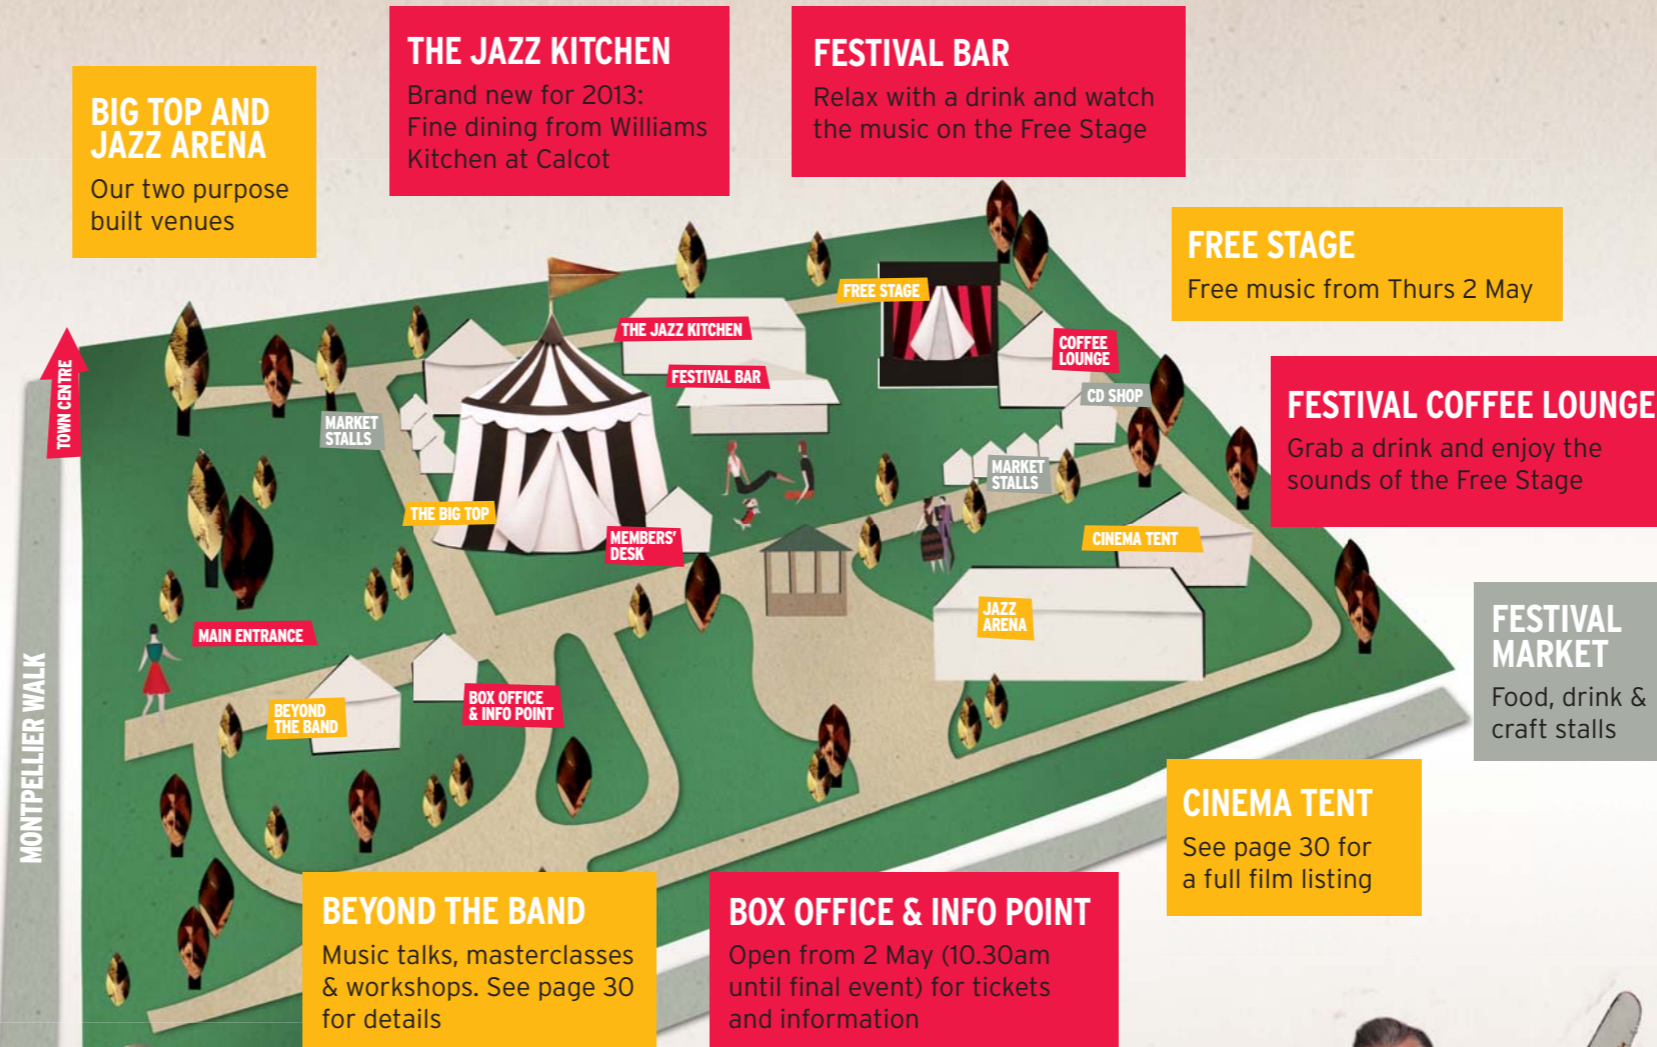 THE JAZZ KITCHEN
Brand new for 2013:
Fine dining from Williams
Kitchen at Calcot
FESTIVAL BAR
Relax with a drink and watch
the music on the Free Stage
BIG TOP AND
JAZZ ARENA
Our two purpose
built venues
FREE STAGE
Free music from Thurs 2 May
FREE STAGE
THE JAZZ KITCHEN
COFFEE
LOUNGE
FESTIVAL BAR
CD SHOP
TOWN CENTRE
MARKET
STALLS
FESTIVAL COFFEE LOUNGE
Grab a drink and enjoy the
sounds of the Free Stage
MARKET
STALLS
THE BIG TOP
MEMBERS'
DESK
CINEMA TENT
JAZZ
ARENA
FESTIVAL
MARKET
Food, drink &
craft stalls
MAIN ENTRANCE
BEYOND
THE BAND
BOX OFFICE
& INFO POINT
MONTPELLIER WALK
CINEMA TENT
See page 30 for
a full film listing
BEYOND THE BAND
Music talks, masterclasses
& workshops. See page 30
for details
BOX OFFICE & INFO POINT
Open from 2 May (10.30am
until final event) for tickets
and information